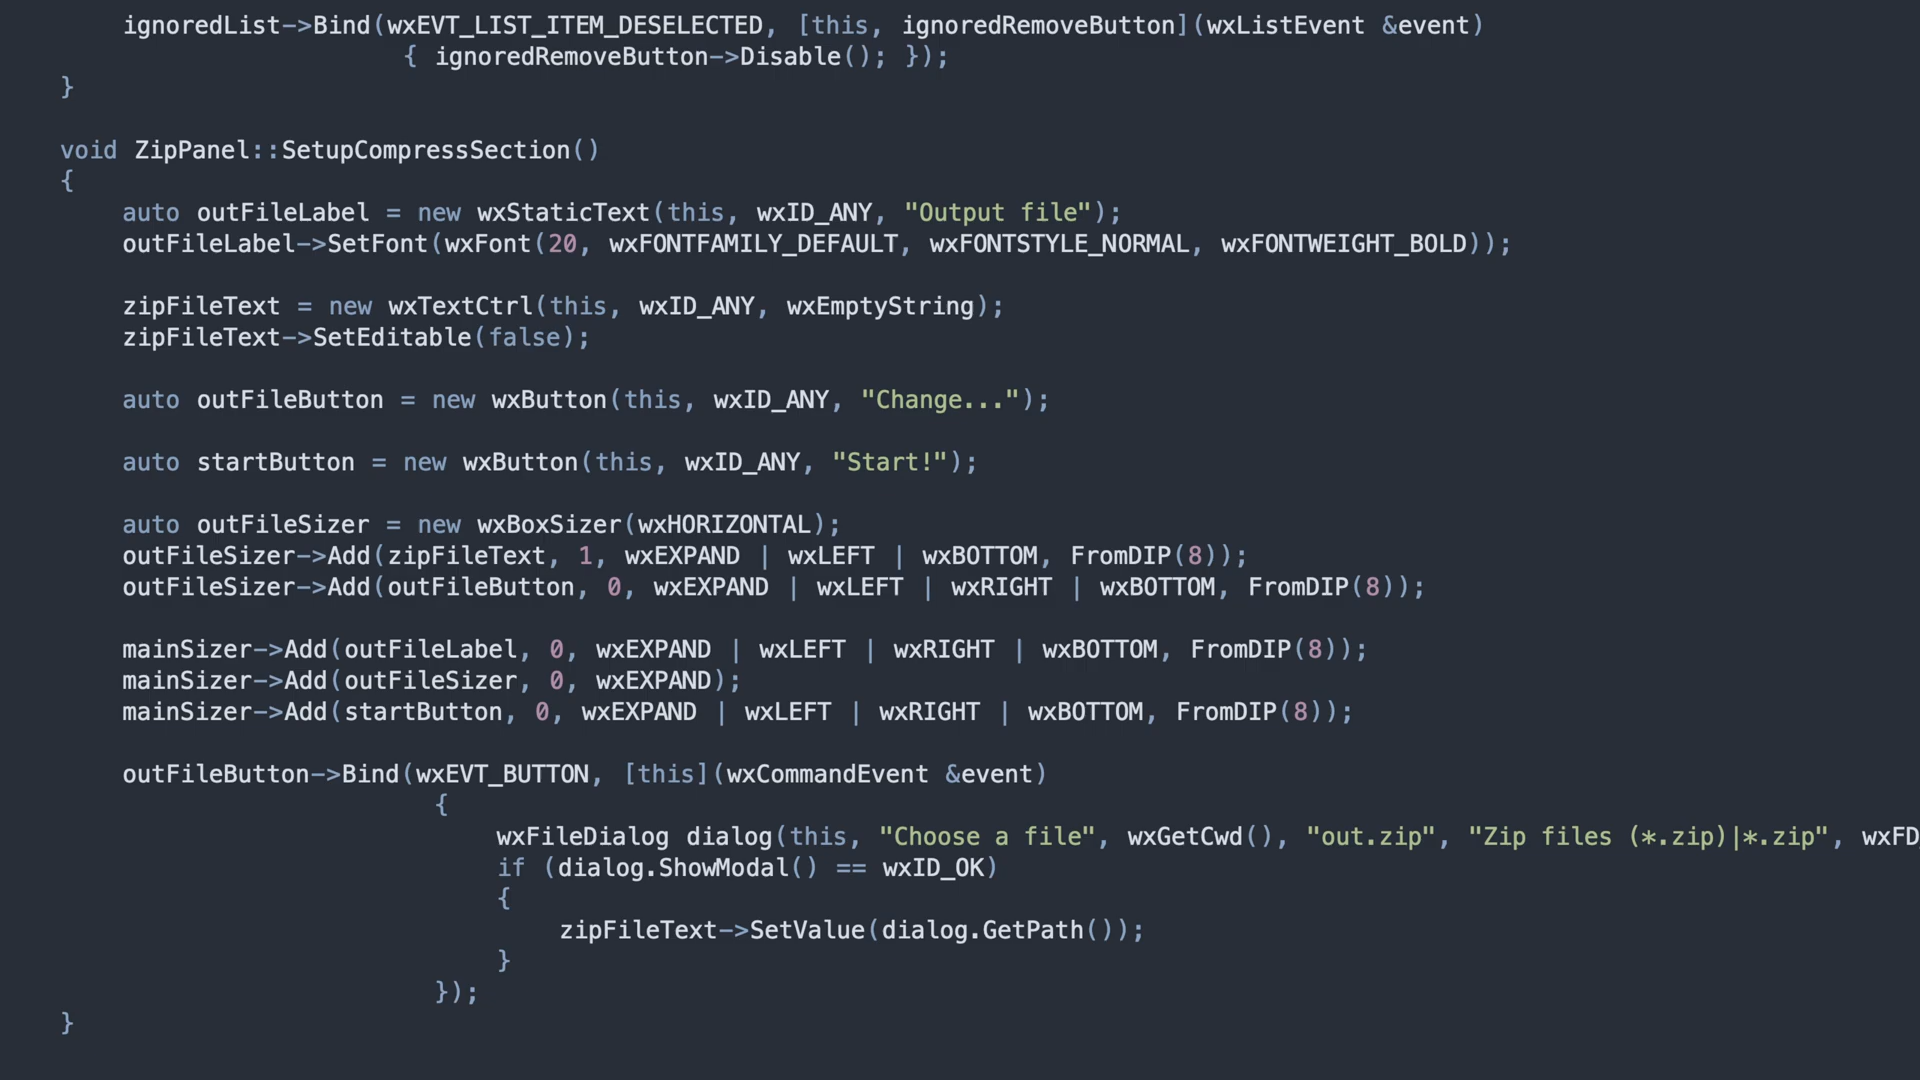 ignoredList->Bind(wxEVT_LIST_ITEM_DESELECTED, [this, ignoredRemoveButton](wxListEvent &event)
{ ignoredRemoveButton->Disable(); });
}
void ZipPanel::SetupCompressSection()
{
auto outFileLabel = new wxStaticText(this, wxID_ANY, "Output file");
outFileLabel->SetFont(wxFont(20, wxFONTFAMILY_DEFAULT, wxFONTSTYLE_NORMAL, wxFONTWEIGHT_BOLD));
zipFileText = new wxTextCtrl(this, wxID_ANY, wxEmptyString);
zipFileText->SetEditable(false);
auto outFileButton = new wxButton(this, wxID_ANY, "Change...");
auto startButton = new wxButton(this, wxID_ANY, "Start!");
auto outFileSizer = new wxBoxSizer(wxHORIZONTAL);
outFileSizer->Add(zipFileText, 1, wxEXPAND | wxLEFT | wxBOTTOM, FromDIP(8));
outFileSizer->Add(outFileButton, 0, wxEXPAND | wxLEFT | wxRIGHT | wxBOTTOM, FromDIP(8));
mainSizer->Add(outFileLabel, 0, wxEXPAND | wxLEFT | wxRIGHT | wxBOTTOM, FromDIP(8));
mainSizer->Add(outFileSizer, 0, wxEXPAND);
mainSizer->Add(startButton, 0, wxEXPAND | wxLEFT | wxRIGHT | wxBOTTOM, FromDIP(8));
outFileButton->Bind(wxEVT_BUTTON, [this](wxCommandEvent &event)
{
wxFileDialog dialog(this, "Choose a file", wxGetCwd(), "out.zip", "Zip files (*.zip)|*.zip", wxFD
if (dialog.ShowModal() == wxID_OK)
{
zipFileText->SetValue(dialog.GetPath());
}
});
}